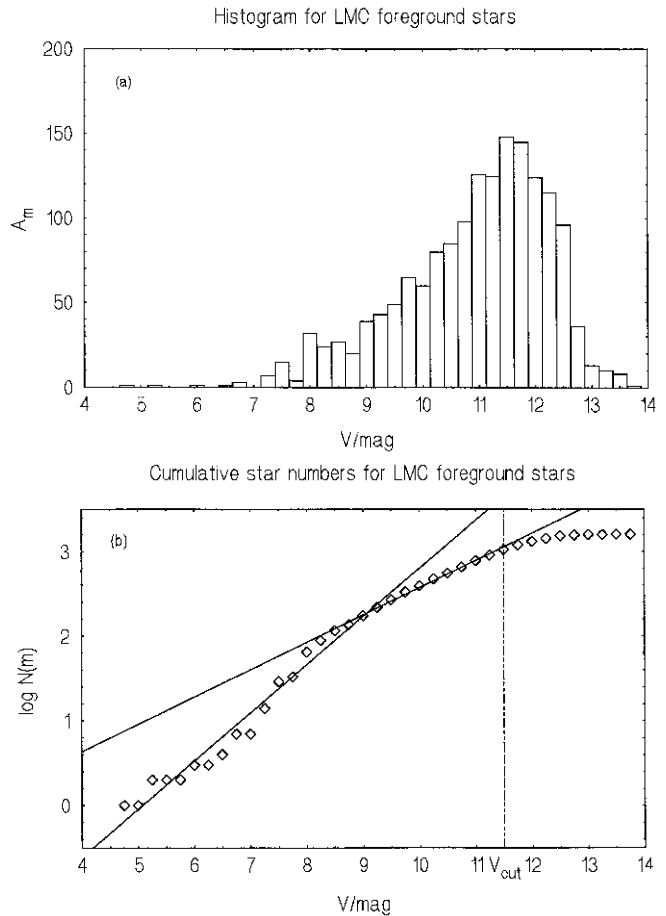 Histogram for LMC foreground stars
200
(a)
150
A_m
100
50
0
4 5 6 7 8 9 10 11 12 13 14
V/mag
Cumulative star numbers for LMC foreground stars
(b)
3
2
log N(m)
1
0
4 5 6 7 8 9 10 11 V_cut 12 13 14
V/mag